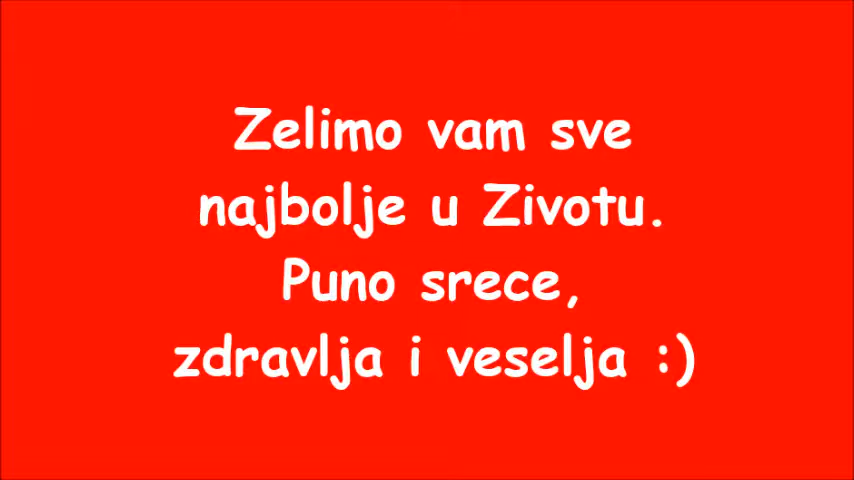 Zelimo vam sve
najbolje u Zivotu.
Puno srece,
zdravlja i veselja :)